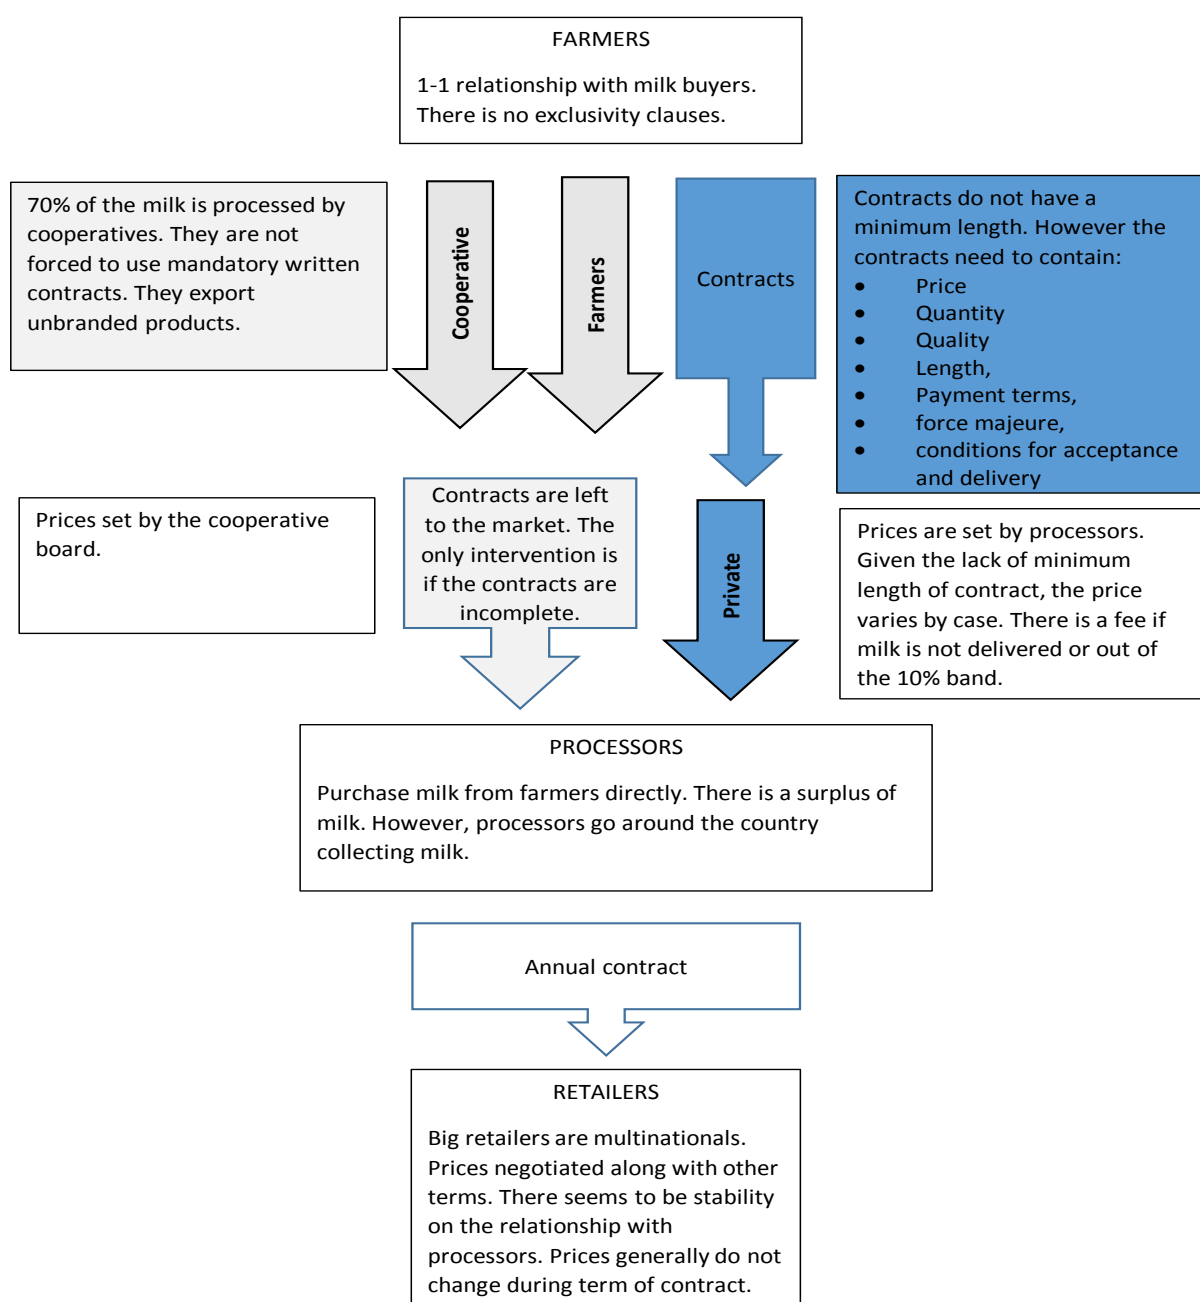 FARMERS
1-1 relationship with milk buyers.
There is no exclusivity clauses.
70% of the milk is processed by
cooperatives. They are not
forced to use mandatory written
contracts. They export
unbranded products.
Cooperative
Farmers
Contracts
Contracts do not have a
minimum length. However the
contracts need to contain:
• Price
• Quantity
• Quality
• Length,
• Payment terms,
• force majeure,
• conditions for acceptance
and delivery
Prices set by the cooperative
board.
Contracts are left
to the market. The
only intervention is
if the contracts are
incomplete.
Private
Prices are set by processors.
Given the lack of minimum
length of contract, the price
varies by case. There is a fee if
milk is not delivered or out of
the 10% band.
PROCESSORS
Purchase milk from farmers directly. There is a surplus of
milk. However, processors go around the country
collecting milk.
Annual contract
RETAILERS
Big retailers are multinationals.
Prices negotiated along with other
terms. There seems to be stability
on the relationship with
processors. Prices generally do not
change during term of contract.